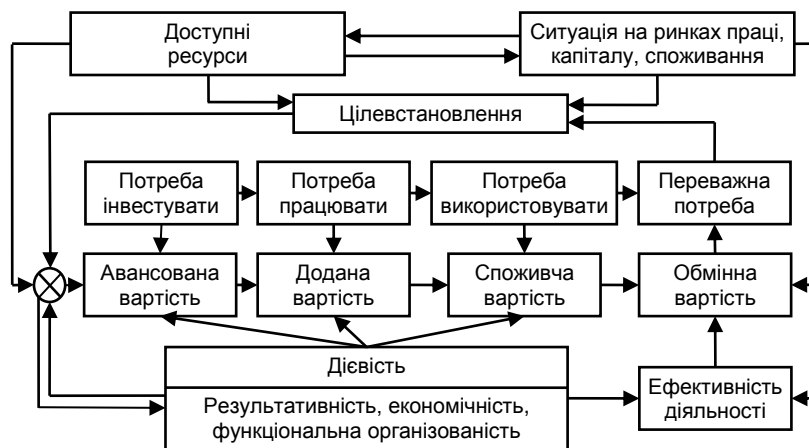 Доступні
ресурси
Ситуація на ринках праці,
капіталу, споживання
Цілевстановлення
Потреба
інвестувати
Потреба
працювати
Потреба
використовувати
Переважна
потреба
Авансована
вартість
Додана
вартість
Споживча
вартість
Обмінна
вартість
Дієвість
Результативність, економічність,
функціональна організованість
Ефективність
діяльності